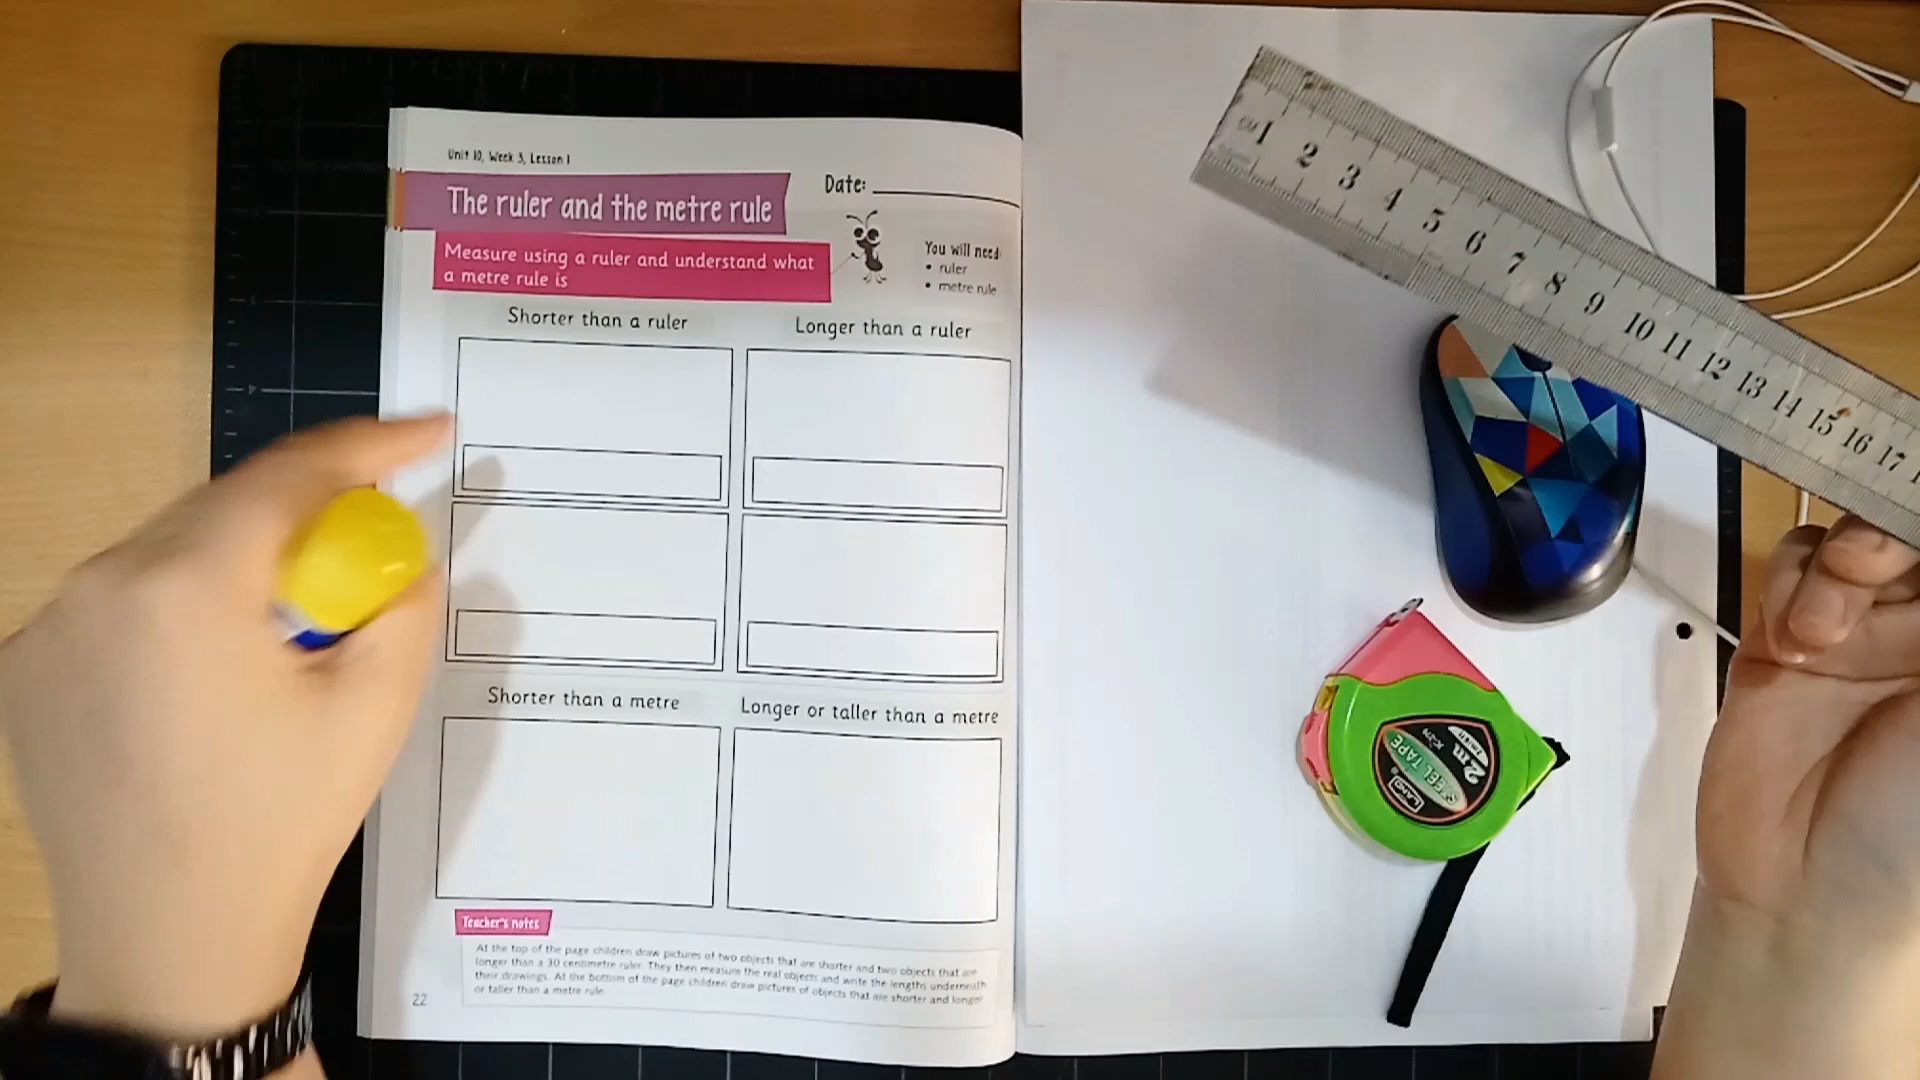 Unit 10, Week 3, Lesson 1
The ruler and the metre rule
Date:
Measure using a ruler and understand what
a metre rule is
You will need
• ruler
• metre rule
Shorter than a ruler
Longer than a ruler
Shorter than a metre
Longer or taller than a metre
Teacher's notes
At the top of the page children draw pictures of two objects that are shorter and two objects that are
longer than a 30 centimetre ruler. They then measure the real objects and write the lengths underneath
their drawings. At the bottom of the page children draw pictures of objects that are shorter and longer
or taller than a metre rule
22
1 2 3 4 5 6 7 8 9 10 11 12 13 14 15 16 17
2m
STEEL TAPE
LAND